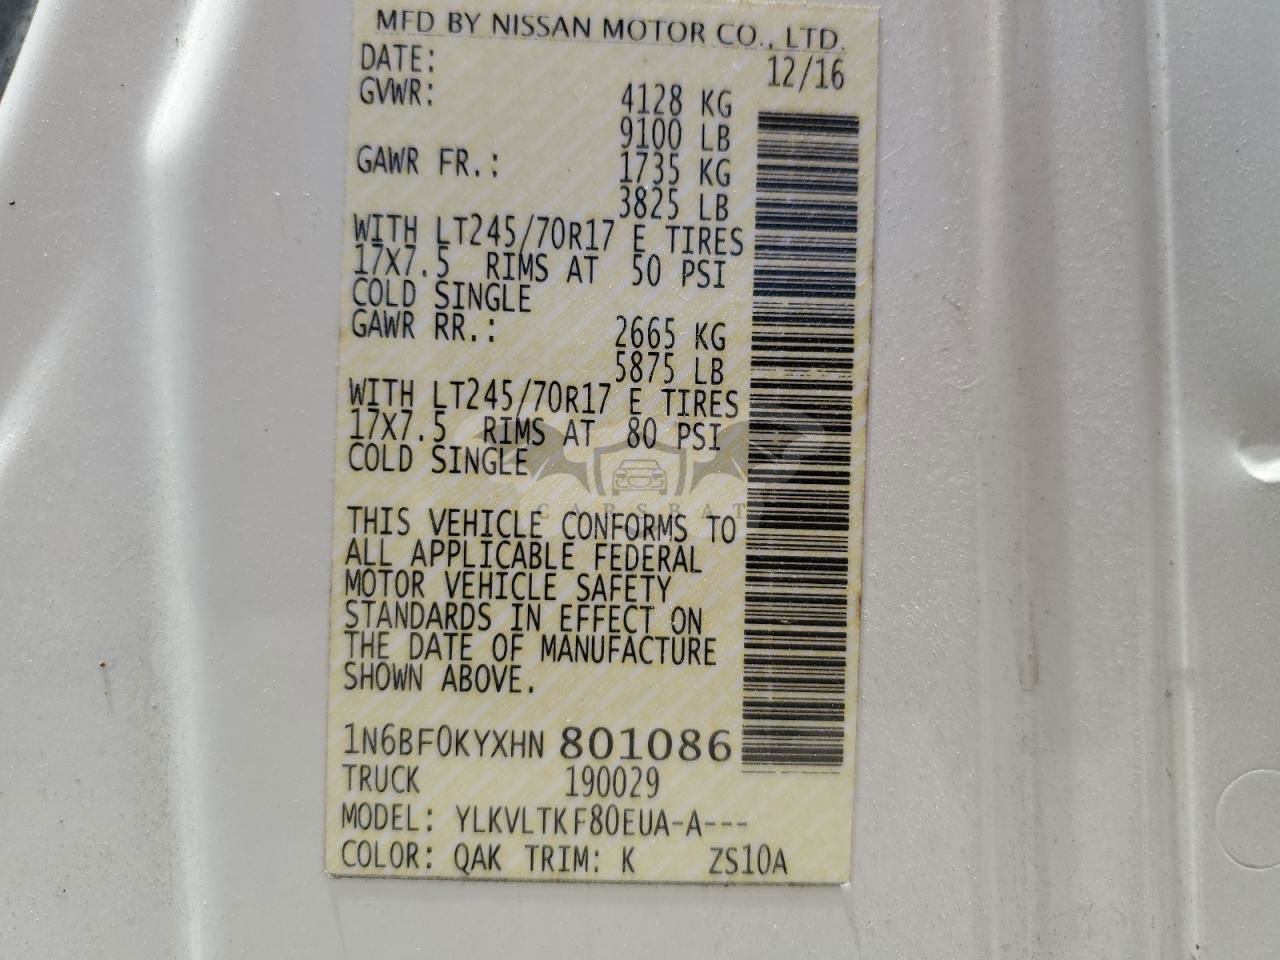 MFD BY NISSAN MOTOR CO., LTD.
DATE: 12/16
GVWR: 4128 KG
9100 LB
GAWR FR.: 1735 KG
3825 LB
WITH LT245/70R17 E TIRES
17X7.5 RIMS AT 50 PSI
COLD SINGLE
GAWR RR.: 2665 KG
5875 LB
WITH LT245/70R17 E TIRES
17X7.5 RIMS AT 80 PSI
COLD SINGLE
CARSBAT
THIS VEHICLE CONFORMS TO
ALL APPLICABLE FEDERAL
MOTOR VEHICLE SAFETY
STANDARDS IN EFFECT ON
THE DATE OF MANUFACTURE
SHOWN ABOVE.
1N6BF0KYXHN 801086
TRUCK 190029
MODEL: YLKVLTKF80EUA-A---
COLOR: QAK TRIM: K ZS10A